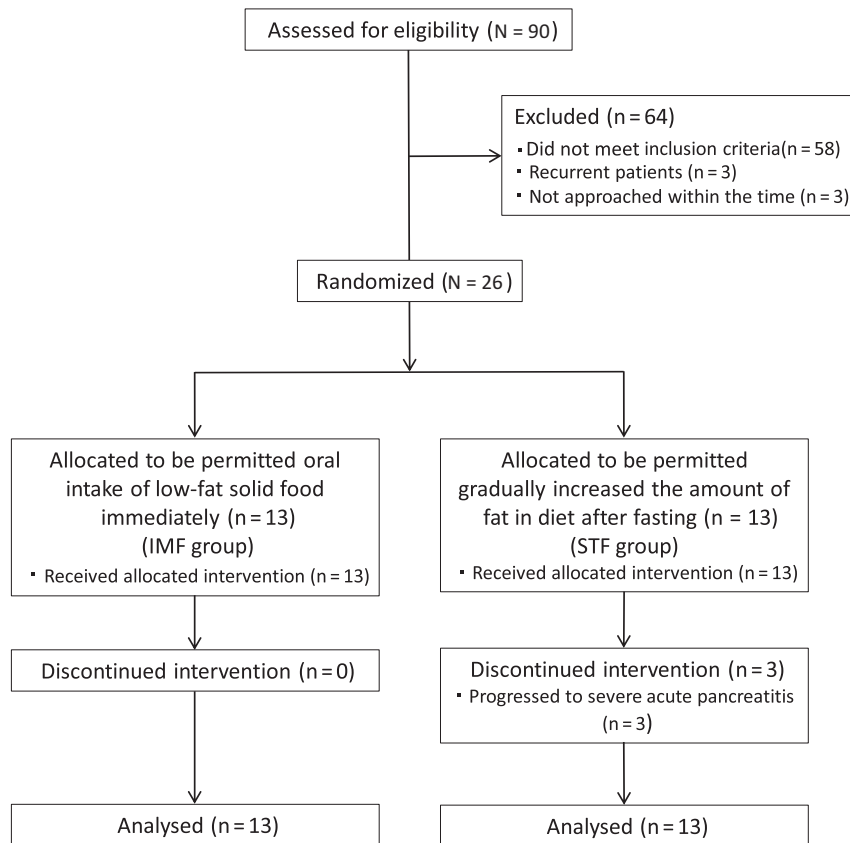 Assessed for eligibility (N = 90)
Excluded (n = 64)
▪ Did not meet inclusion criteria(n = 58)
▪ Recurrent patients (n = 3)
▪ Not approached within the time (n = 3)
Randomized (N = 26)
Allocated to be permitted oral
intake of low-fat solid food
immediately (n = 13)
(IMF group)
▪ Received allocated intervention (n = 13)
Allocated to be permitted
gradually increased the amount of
fat in diet after fasting (n = 13)
(STF group)
▪ Received allocated intervention (n = 13)
Discontinued intervention (n = 0)
Discontinued intervention (n = 3)
▪ Progressed to severe acute pancreatitis
(n = 3)
Analysed (n = 13)
Analysed (n = 13)